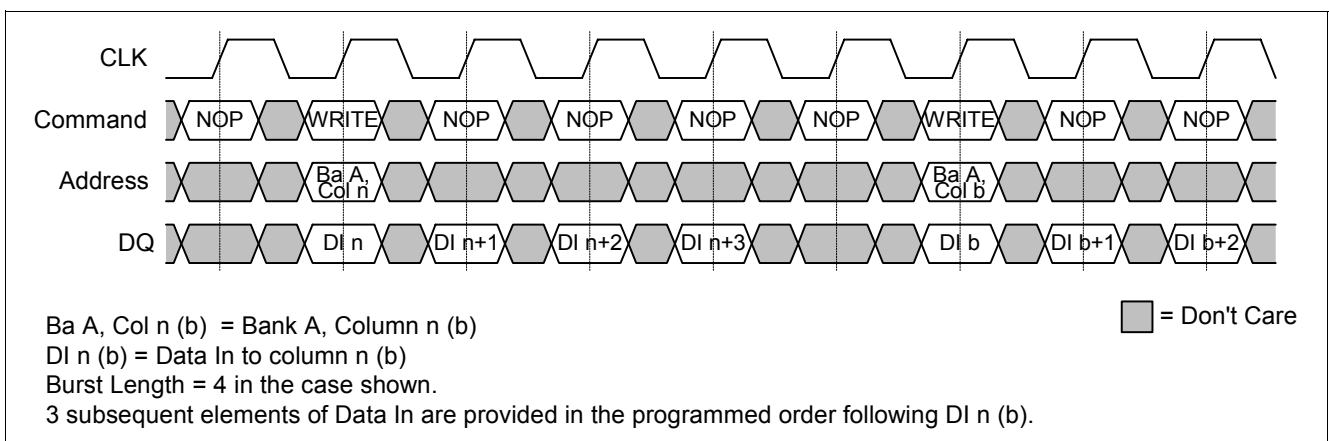 CLK
Command NOP WRITE NOP NOP NOP NOP WRITE NOP NOP
Address Ba A, Col n Ba A, Col b
DQ DI n DI n+1 DI n+2 DI n+3 DI b DI b+1 DI b+2
Ba A, Col n (b) = Bank A, Column n (b)
= Don't Care
DI n (b) = Data In to column n (b)
Burst Length = 4 in the case shown.
3 subsequent elements of Data In are provided in the programmed order following DI n (b).